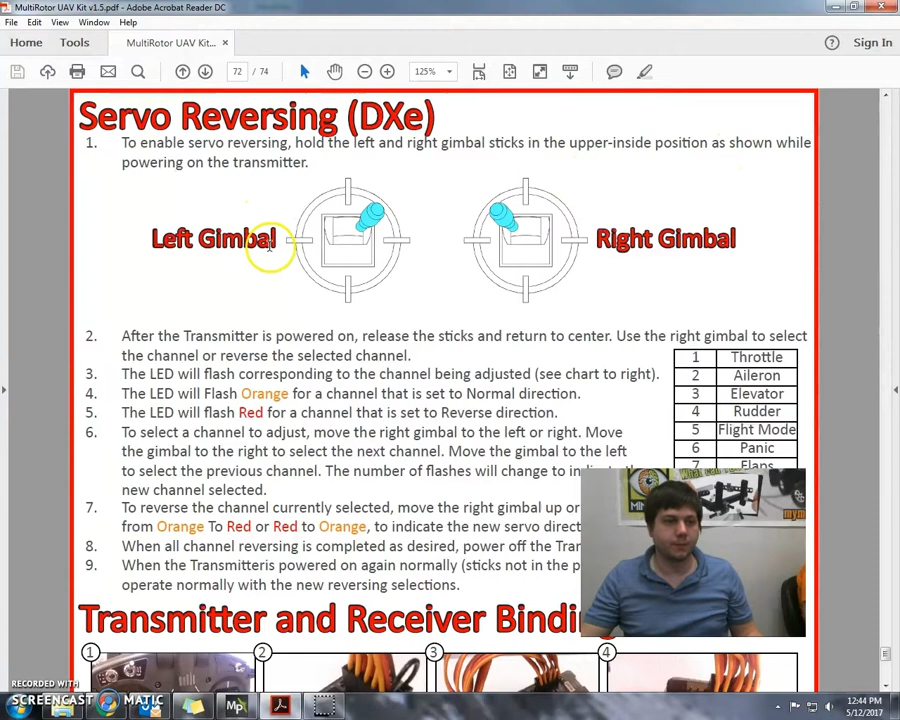 MultiRotor UAV Kit v1.5.pdf - Adobe Acrobat Reader DC
File Edit View Window Help
Home Tools MultiRotor UAV Kit... × Sign In
72 / 74 125%
Servo Reversing (DXe)
1. To enable servo reversing, hold the left and right gimbal sticks in the upper-inside position as shown while
powering on the transmitter.
Left Gimbal Right Gimbal
2. After the Transmitter is powered on, release the sticks and return to center. Use the right gimbal to select
the channel or reverse the selected channel.
3. The LED will flash corresponding to the channel being adjusted (see chart to right).
4. The LED will Flash Orange for a channel that is set to Normal direction.
5. The LED will flash Red for a channel that is set to Reverse direction.
6. To select a channel to adjust, move the right gimbal to the left or right. Move
the gimbal to the right to select the next channel. Move the gimbal to the left
to select the previous channel. The number of flashes will change to
new channel selected.
7. To reverse the channel currently selected, move the right gimbal up or
from Orange To Red or Red to Orange, to indicate the new servo
8. When all channel reversing is completed as desired, power off the
9. When the Transmitteris powered on again normally (sticks not in the
operate normally with the new reversing selections.
1 Throttle
2 Aileron
3 Elevator
4 Rudder
5 Flight Mode
6 Panic
7 Flaps
Transmitter and Receiver
1 2 3 4
RECORDED WITH
SCREENCAST MATIC
12:44 PM
5/12/2017